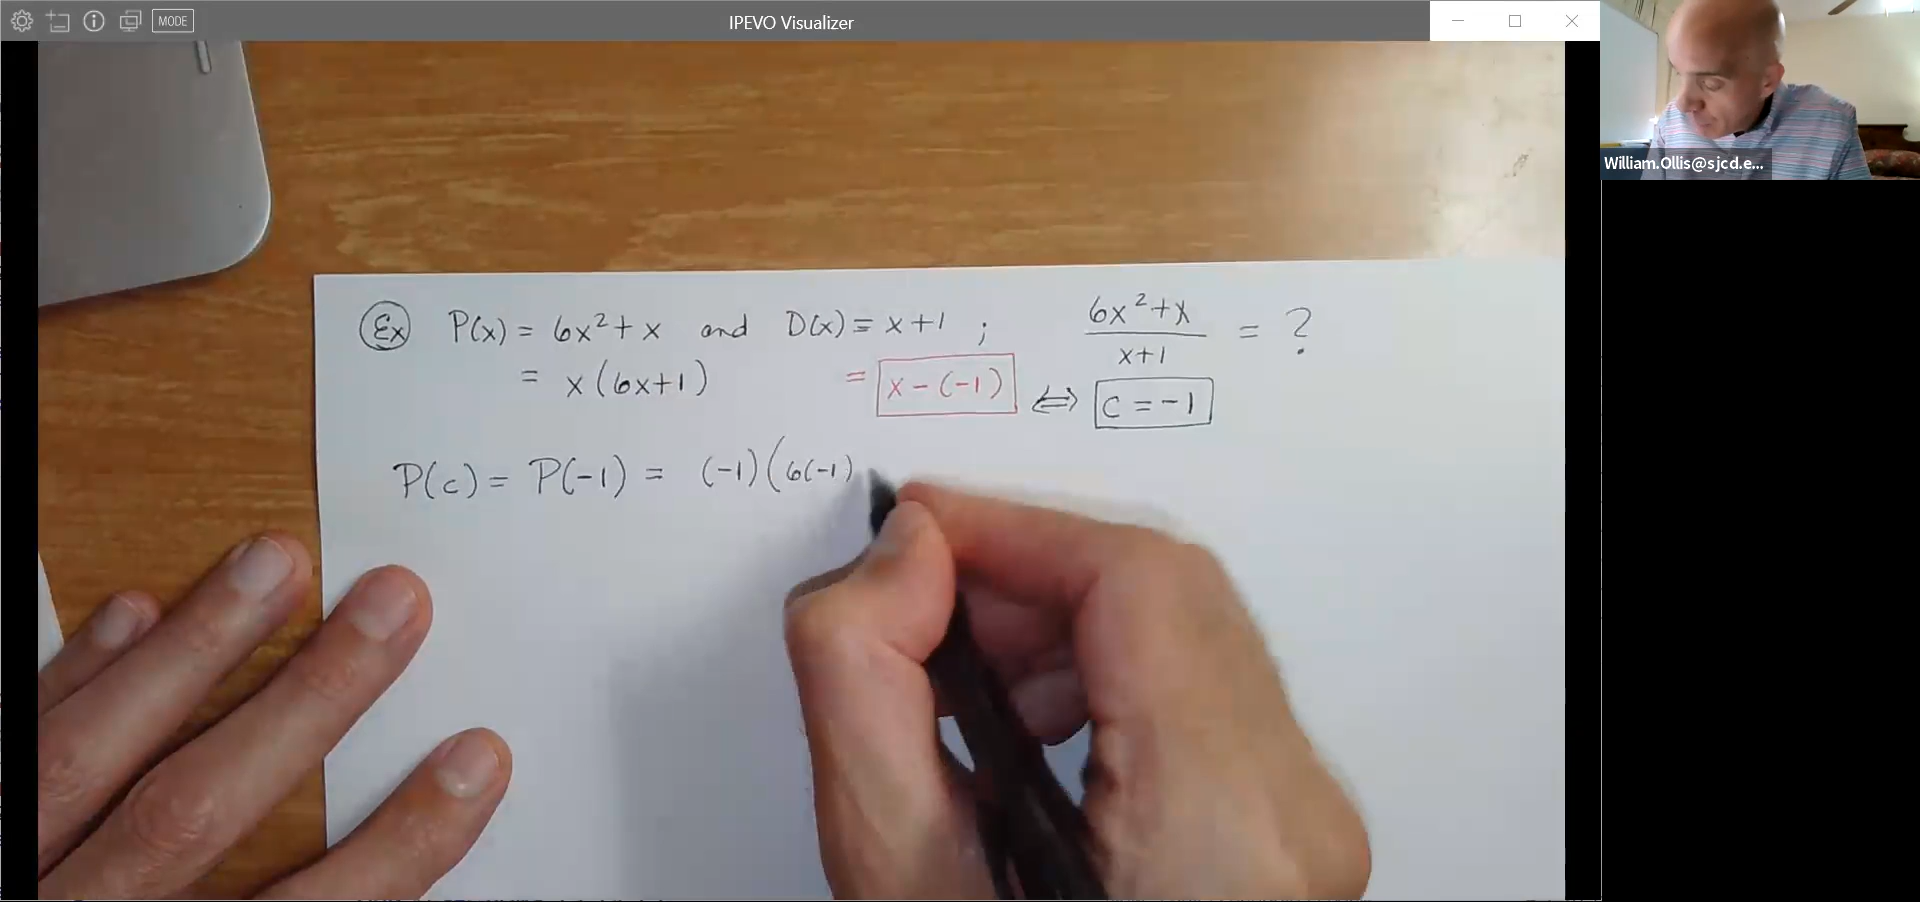 MODE
IPEVO Visualizer
William.Ollis@sjcd.e...
Ex P(x) = 6x²+ x and D(x) = x+1 ; 6x²+x / x+1 = ?
= x(6x+1) = x-(-1) ⇔ c = -1
P(c) = P(-1) = (-1)(6(-1)